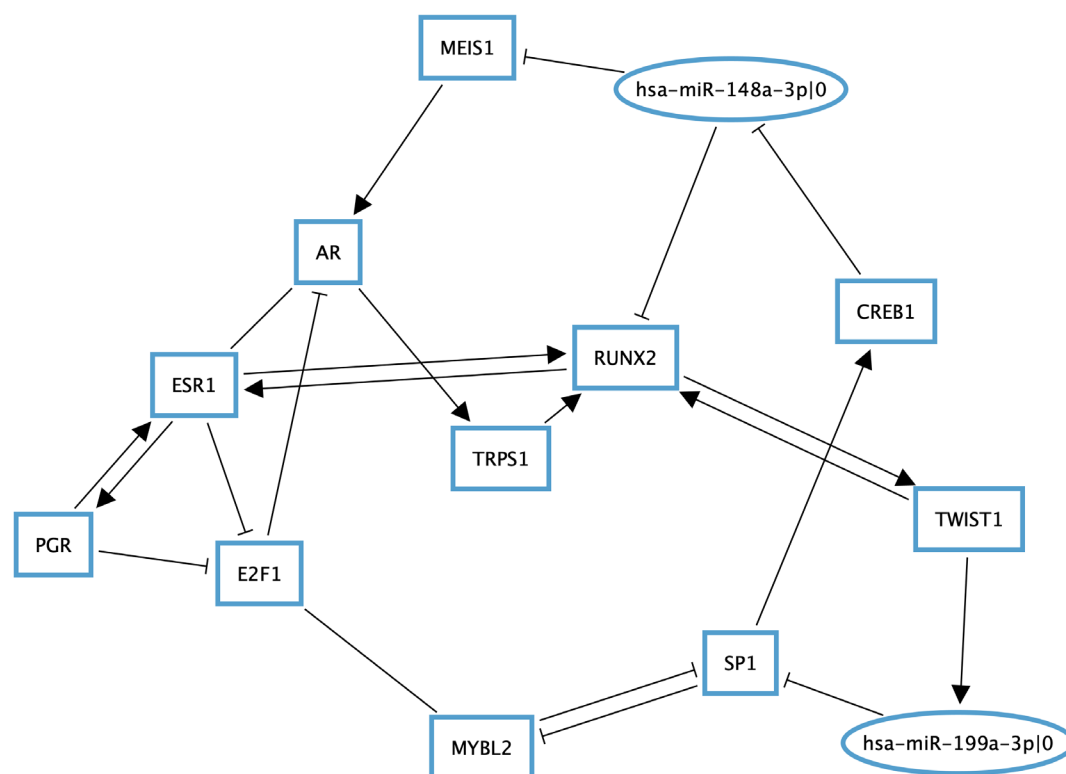 MEIS1
hsa-miR-148a-3p|0
AR
CREB1
RUNX2
ESR1
TRPS1
TWIST1
PGR
E2F1
SP1
hsa-miR-199a-3p|0
MYBL2